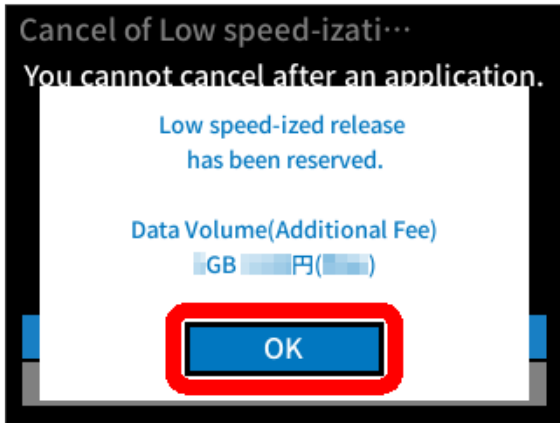 Cancel of Low speed-izati…
You cannot cancel after an application.
Low speed-ized release
has been reserved.
Data Volume(Additional Fee)
GB 円( )
OK